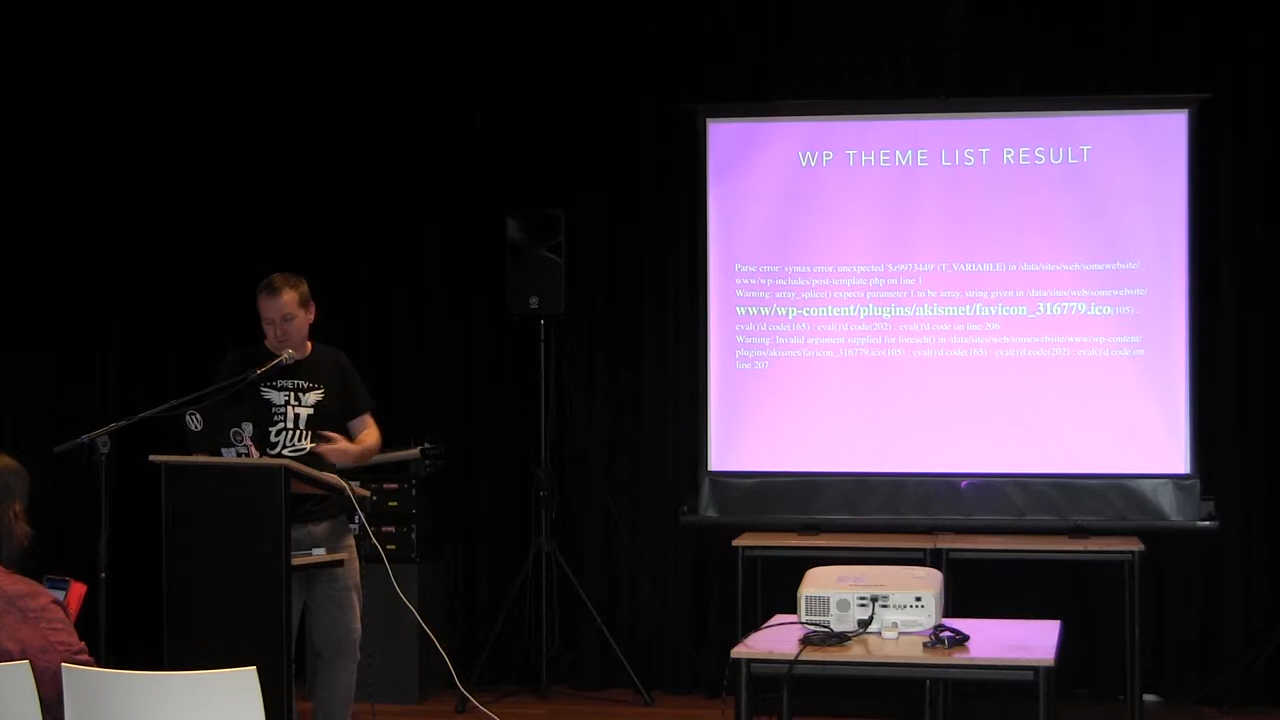 WP THEME LIST RESULT
Parse error: syntax error, unexpected '$z9973449' (T_VARIABLE) in /data/sites/web/somewebsite/
www/wp-includes/post-template.php on line 1
Warning: array_splice() expects parameter 1 to be array, string given in /data/sites/web/somewebsite/
www/wp-content/plugins/akismet/favicon_316779.ico(105) :
eval()'d code(165) : eval()'d code(202) : eval()'d code on line 206
Warning: Invalid argument supplied for foreach() in /data/sites/web/somewebsite/www/wp-content/
plugins/akismet/favicon_316779.ico(105) : eval()'d code(165) : eval()'d code(202) : eval()'d code on
line 207
PRETTY
FLY
FOR
AN
IT
Guy